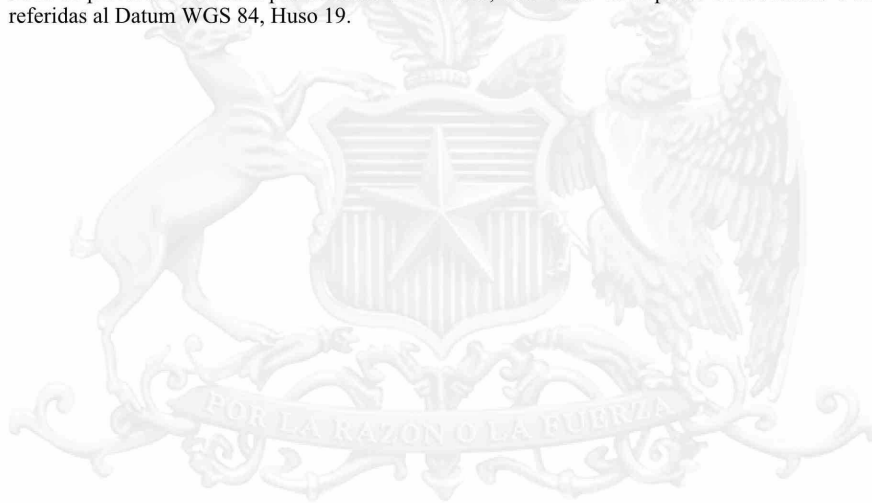 referidas al Datum WGS 84, Huso 19.
POR LA RAZON O LA FUERZA